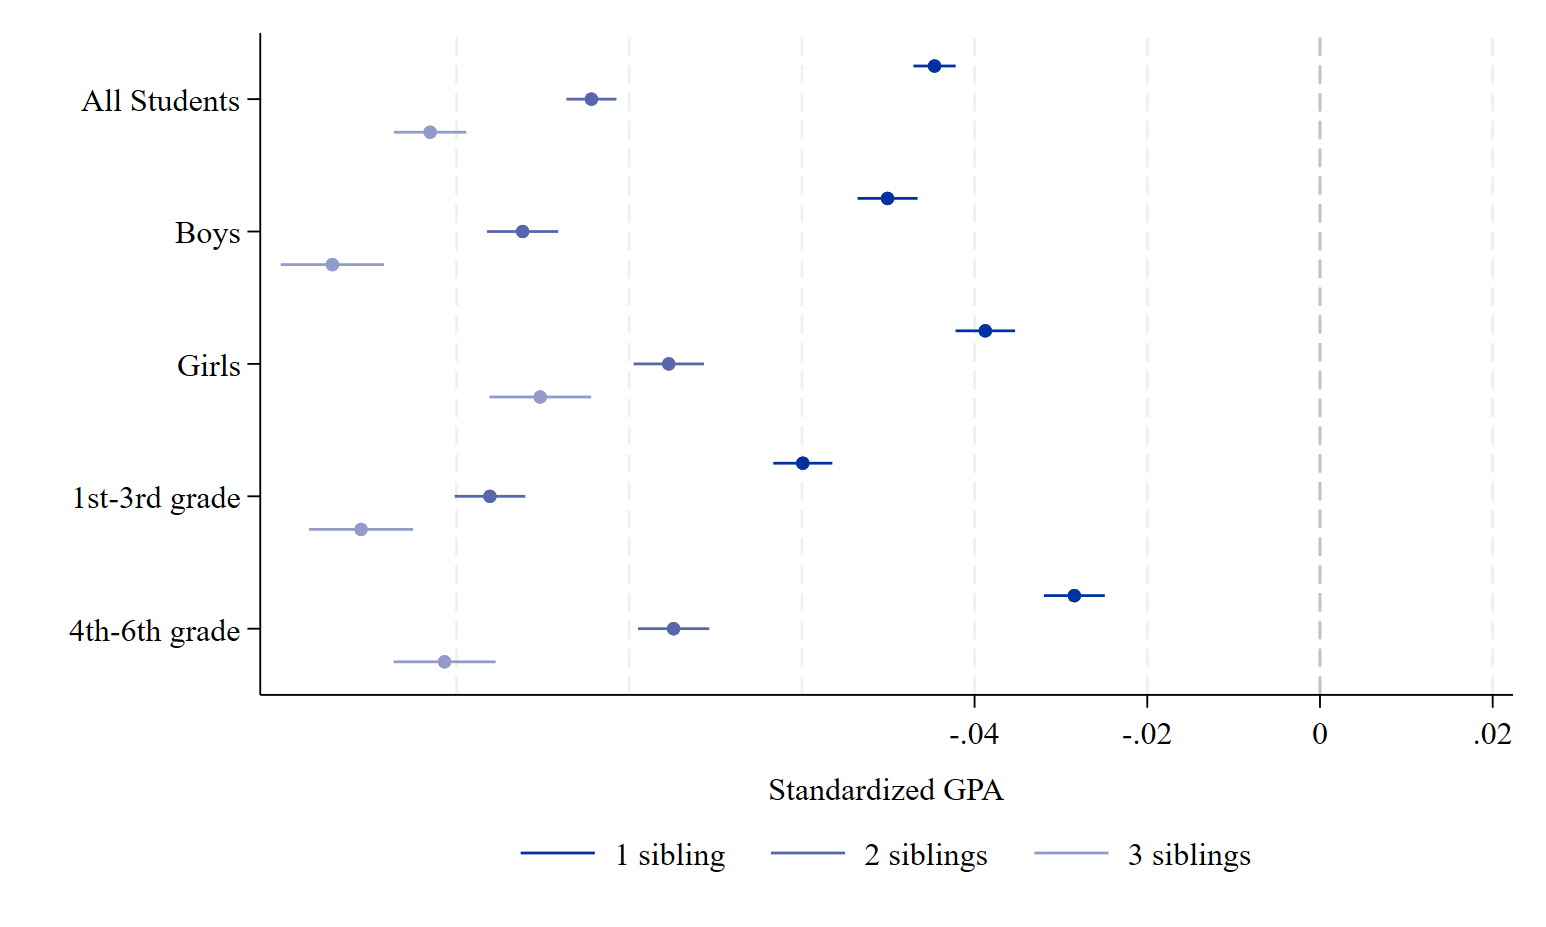 All Students
Boys
Girls
1st-3rd grade
4th-6th grade
-.04 -.02 0 .02
Standardized GPA
1 sibling 2 siblings 3 siblings